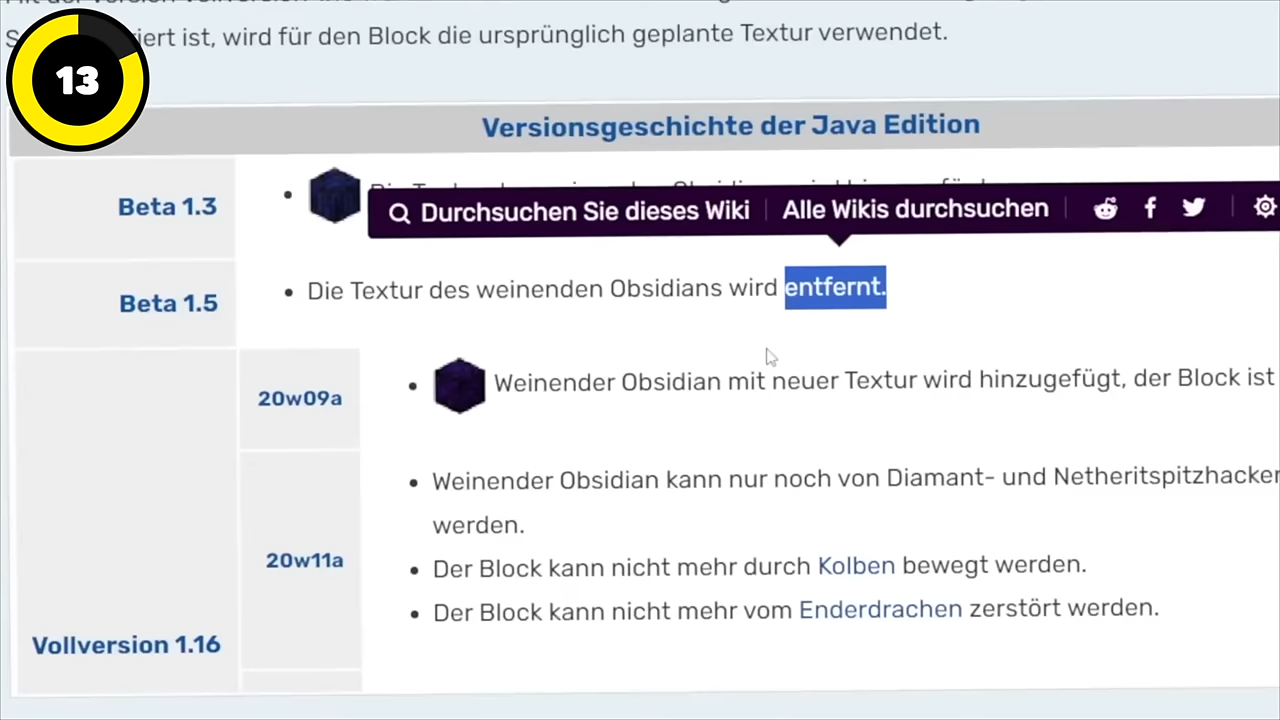 S ist, wird für den Block die ursprünglich geplante Textur verwendet.
13
Versionsgeschichte der Java Edition
Beta 1.3
Durchsuchen Sie dieses Wiki
Alle Wikis durchsuchen
Beta 1.5
Die Textur des weinenden Obsidians wird entfernt.
20w09a
Weinender Obsidian mit neuer Textur wird hinzugefügt, der Block ist
Weinender Obsidian kann nur noch von Diamant- und Netheritspitzhacken
werden.
20w11a
Der Block kann nicht mehr durch Kolben bewegt werden.
Der Block kann nicht mehr vom Enderdrachen zerstört werden.
Vollversion 1.16